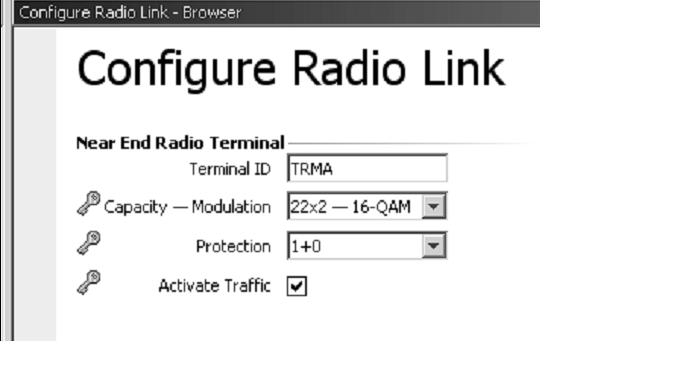 Configure Radio Link - Browser
Configure Radio Link
Near End Radio Terminal
Terminal ID TRMA
Capacity — Modulation 22x2 — 16-QAM
Protection 1+0
Activate Traffic